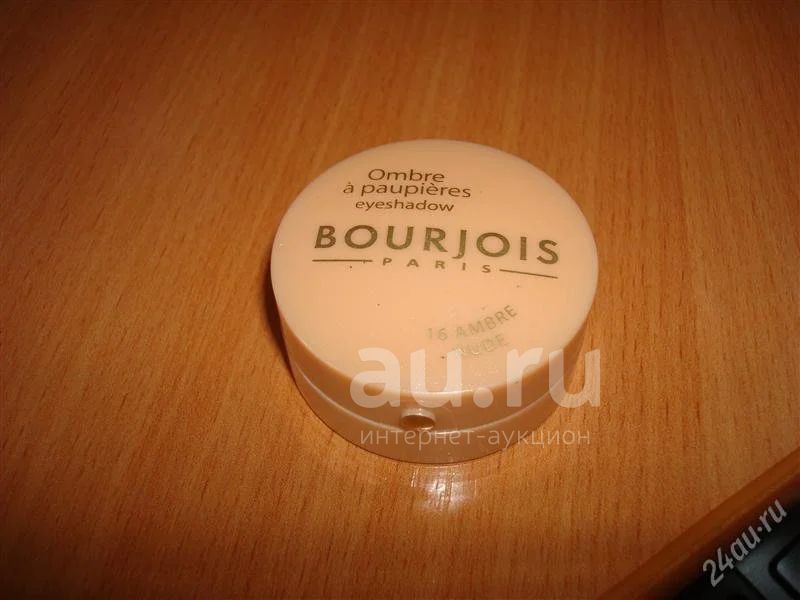 Ombre
à paupières
eyeshadow
BOURJOIS
PARIS
16 AMBRE
NUDE
au.ru
интернет-аукцион
24au.ru